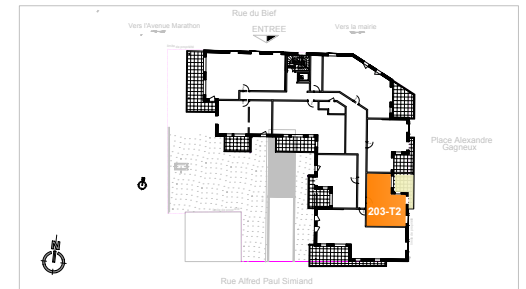 Rue du Bief
Vers l'Avenue Marathon
ENTREE
Vers la mairie
Place Alexandre
Gagneux
203-T2
N
Rue Alfred Paul Simiand